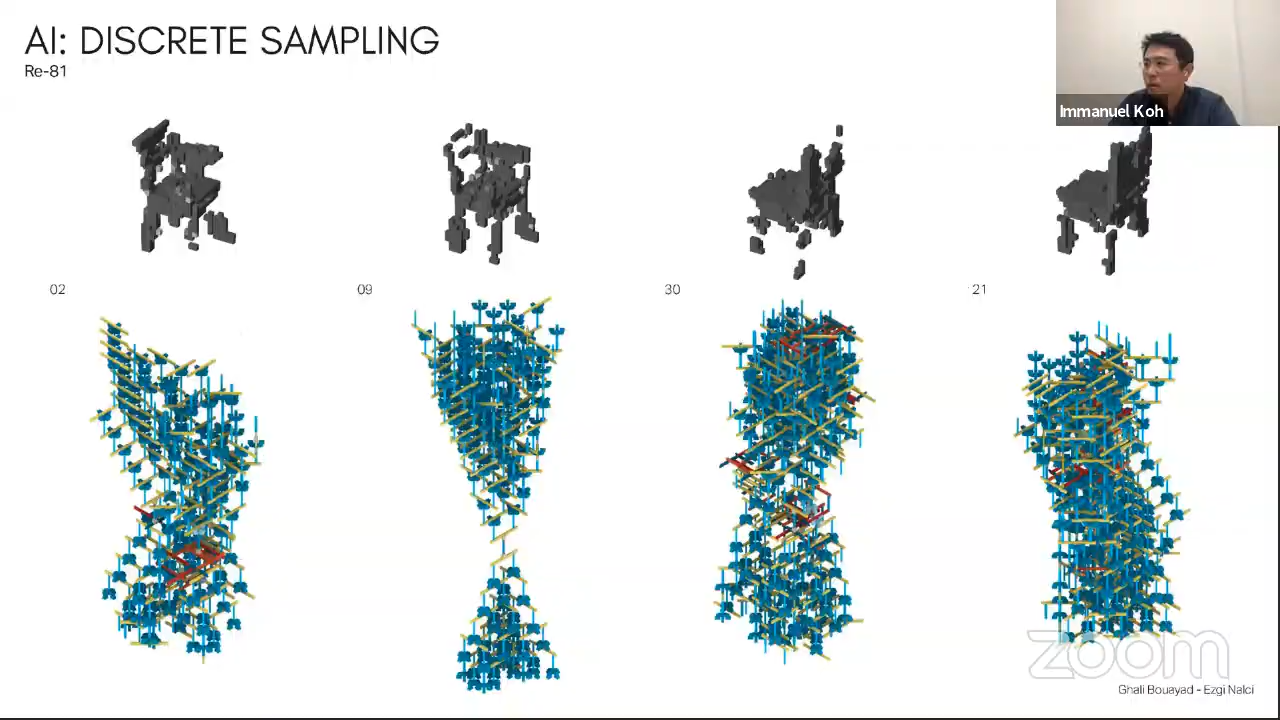 AI: DISCRETE SAMPLING
Re-81
Immanuel Koh
02
09
30
21
zoom
Ghali Bouayad - Ezgi Nalci